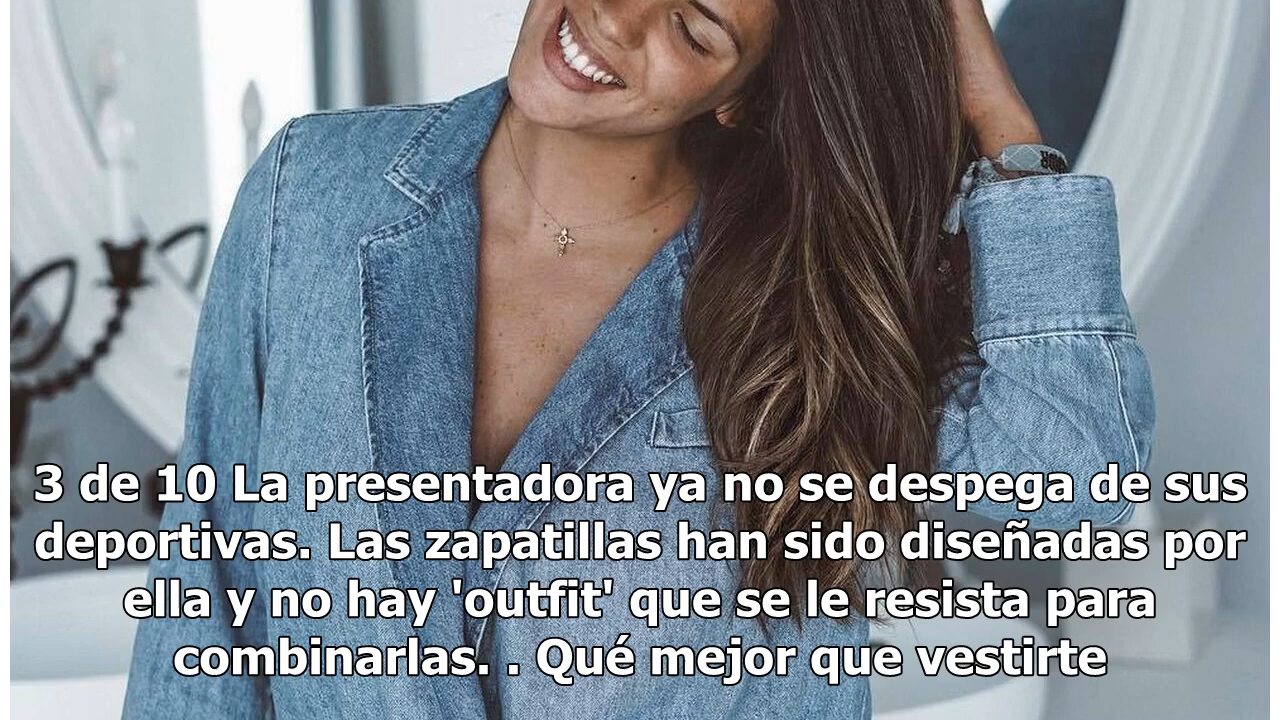 3 de 10 La presentadora ya no se despega de sus
deportivas. Las zapatillas han sido diseñadas por
ella y no hay 'outfit' que se le resista para
combinarlas. . Qué mejor que vestirte